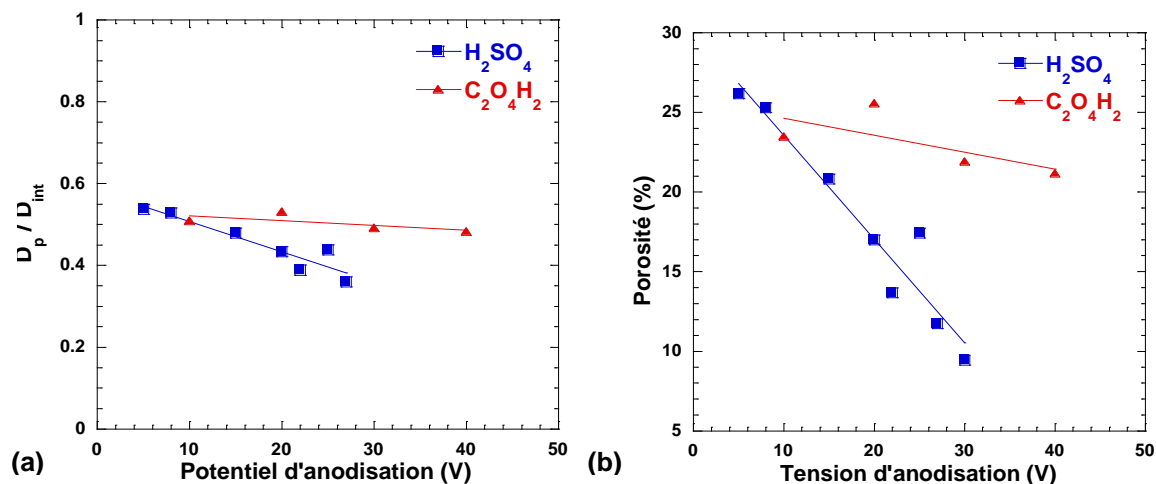 1
0.8
0.6
0.4
0.2
0
0 10 20 30 40 50
D_p / D_int
H_2SO_4
C_2O_4H_2
Potentiel d'anodisation (V)
(a)
30
25
20
15
10
5
0 10 20 30 40 50
Porosité (%)
H_2SO_4
C_2O_4H_2
Tension d'anodisation (V)
(b)